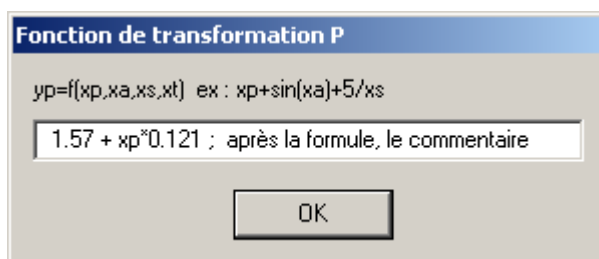 Fonction de transformation P
yp=f(xp,xa,xs,xt) ex : xp+sin(xa)+5/xs
1.57 + xp*0.121 ; après la formule, le commentaire
OK